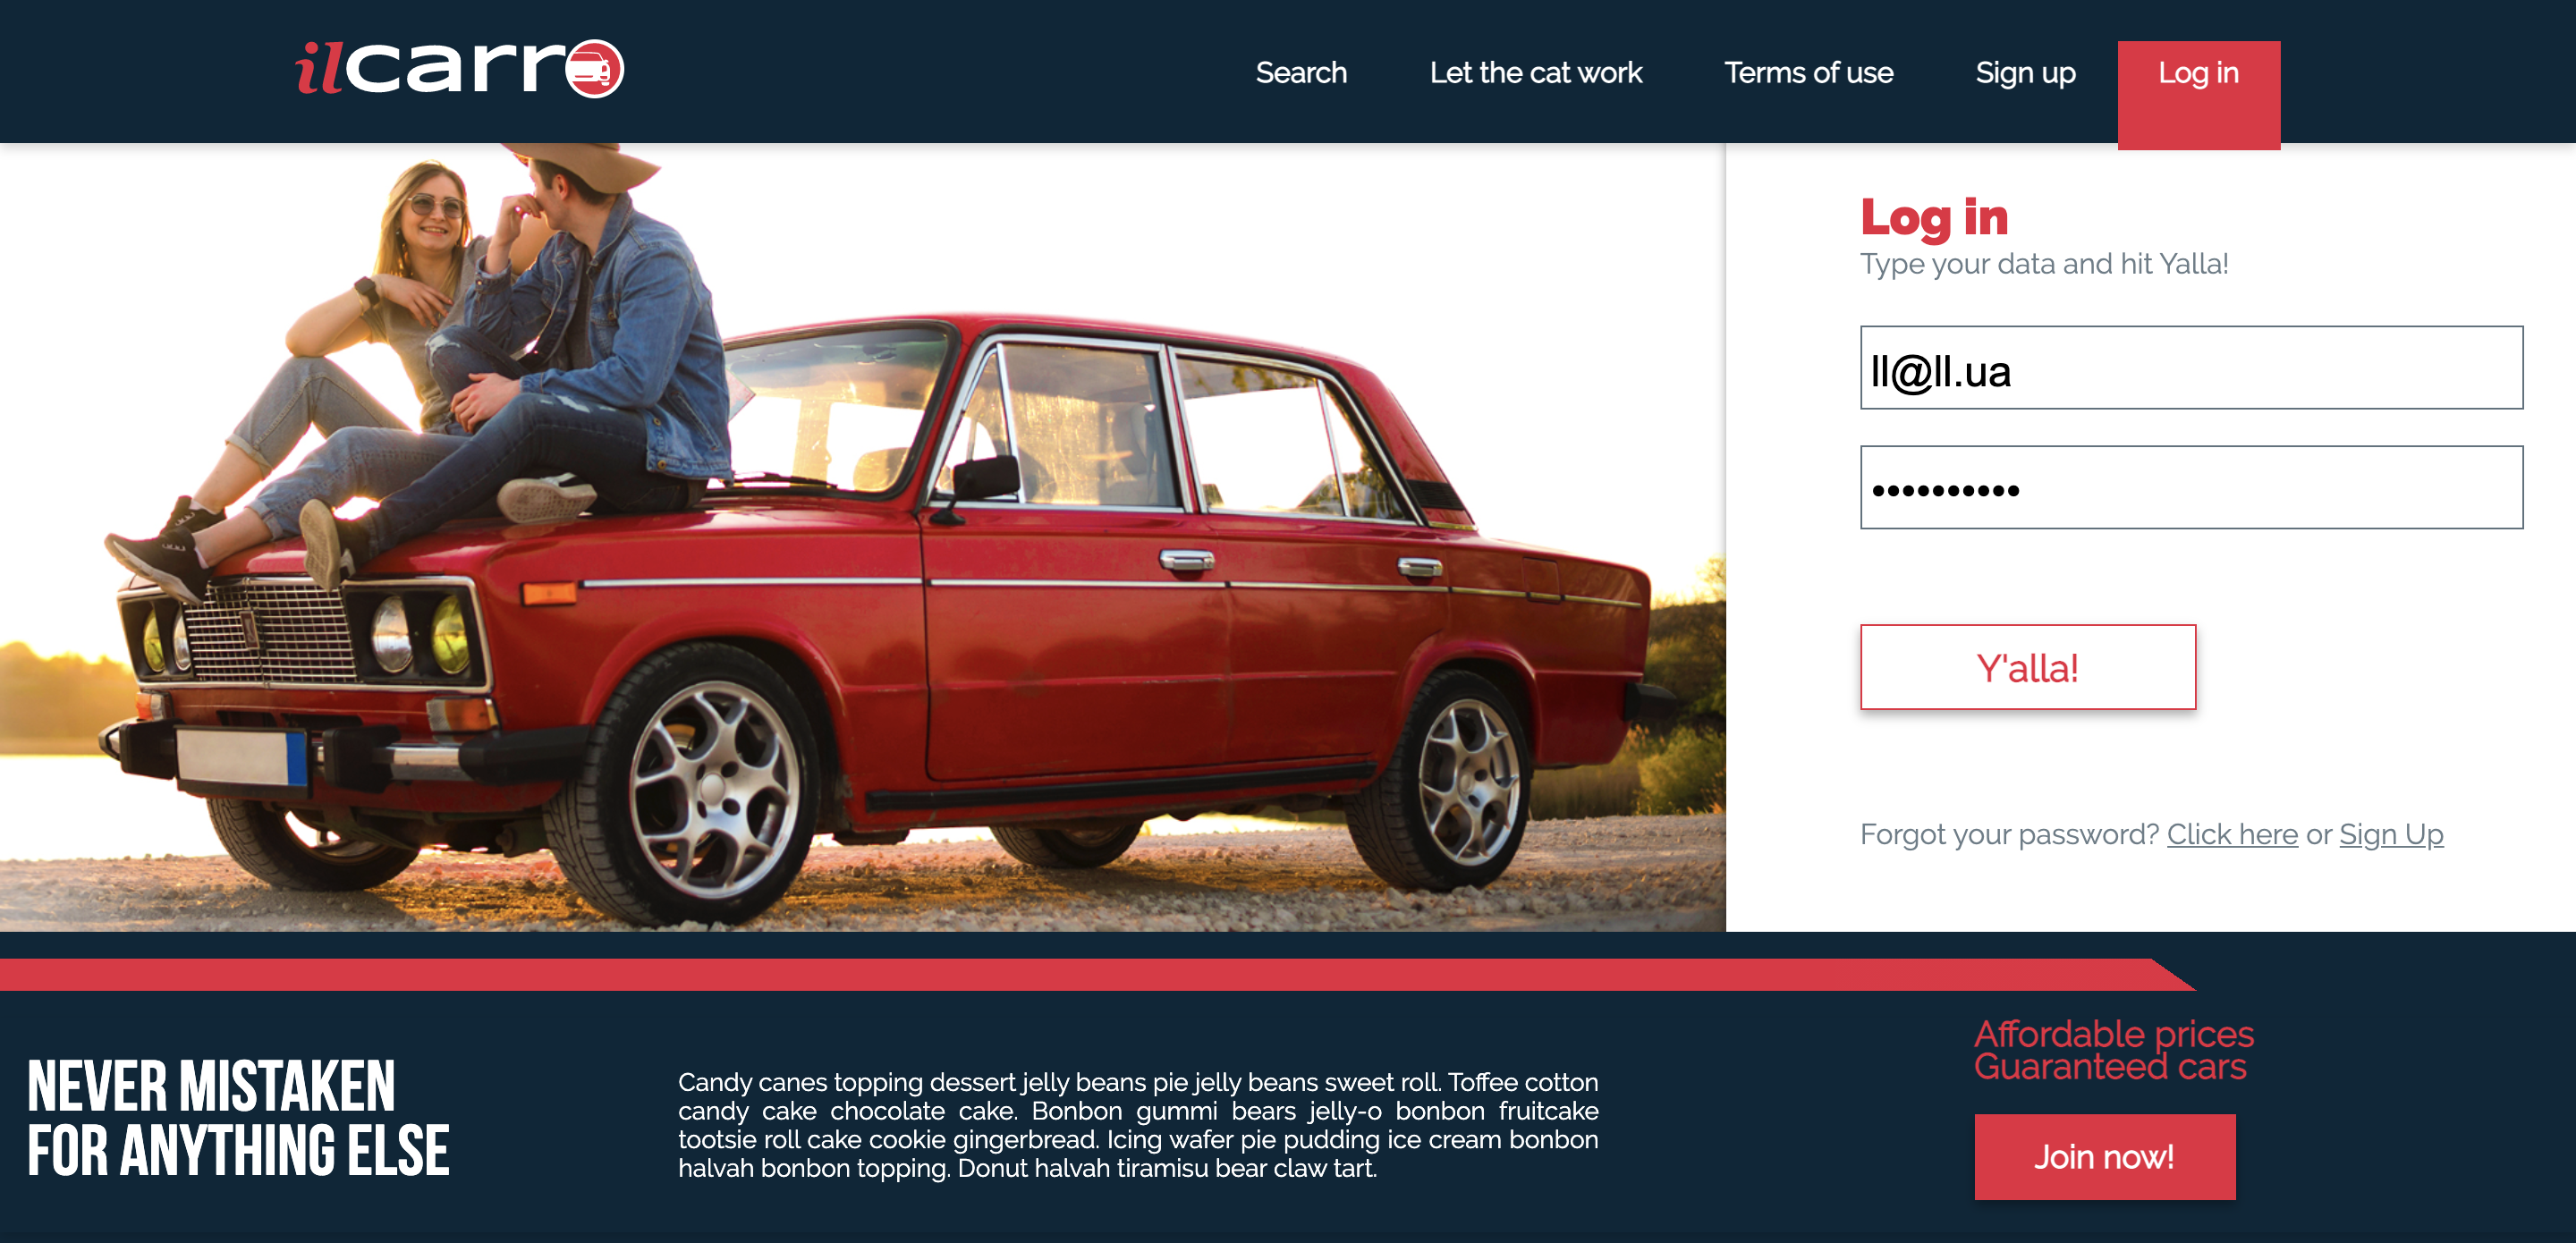 ilcarro
Search Let the cat work Terms of use Sign up Log in
Log in
Type your data and hit Yalla!
ll@ll.ua
••••••••••
Y'alla!
Forgot your password? Click here or Sign Up
NEVER MISTAKEN
FOR ANYTHING ELSE
Candy canes topping dessert jelly beans pie jelly beans sweet roll. Toffee cotton
candy cake chocolate cake. Bonbon gummi bears jelly-o bonbon fruitcake
tootsie roll cake cookie gingerbread. Icing wafer pie pudding ice cream bonbon
halvah bonbon topping. Donut halvah tiramisu bear claw tart.
Affordable prices
Guaranteed cars
Join now!